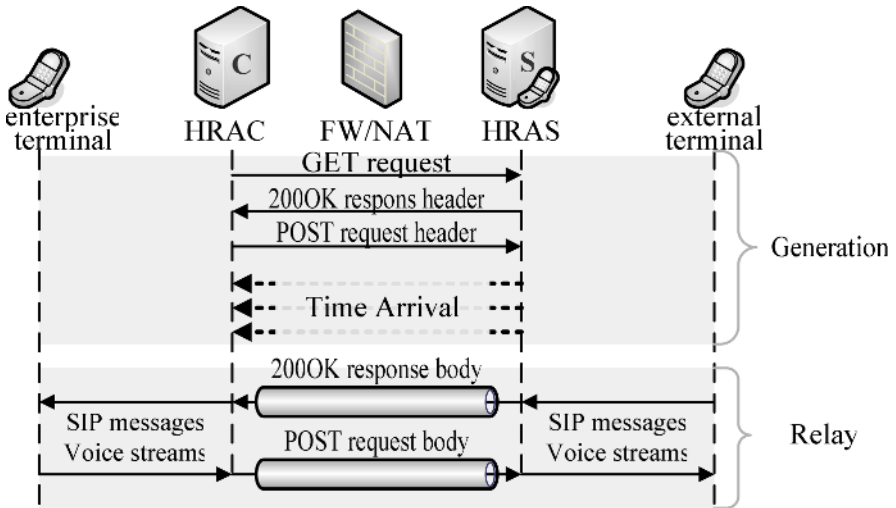 C
S
enterprise
terminal
HRAC
FW/NAT
HRAS
external
terminal
GET request
200OK respons header
POST request header
Time Arrival
Generation
200OK response body
SIP messages
Voice streams
SIP messages
Voice streams
POST request body
Relay